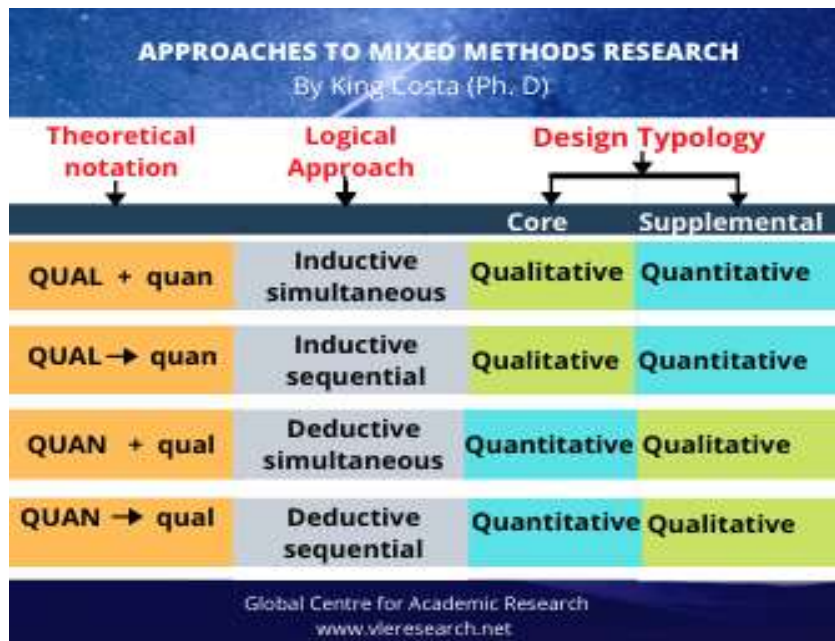 APPROACHES TO MIXED METHODS RESEARCH
By King Costa (Ph. D)
Theoretical notation
Logical Approach
Design Typology
Core Supplemental
QUAL + quan
Inductive simultaneous
Qualitative
Quantitative
QUAL → quan
Inductive sequential
Qualitative
Quantitative
QUAN + qual
Deductive simultaneous
Quantitative
Qualitative
QUAN → qual
Deductive sequential
Quantitative
Qualitative
Global Centre for Academic Research
www.vleresearch.net